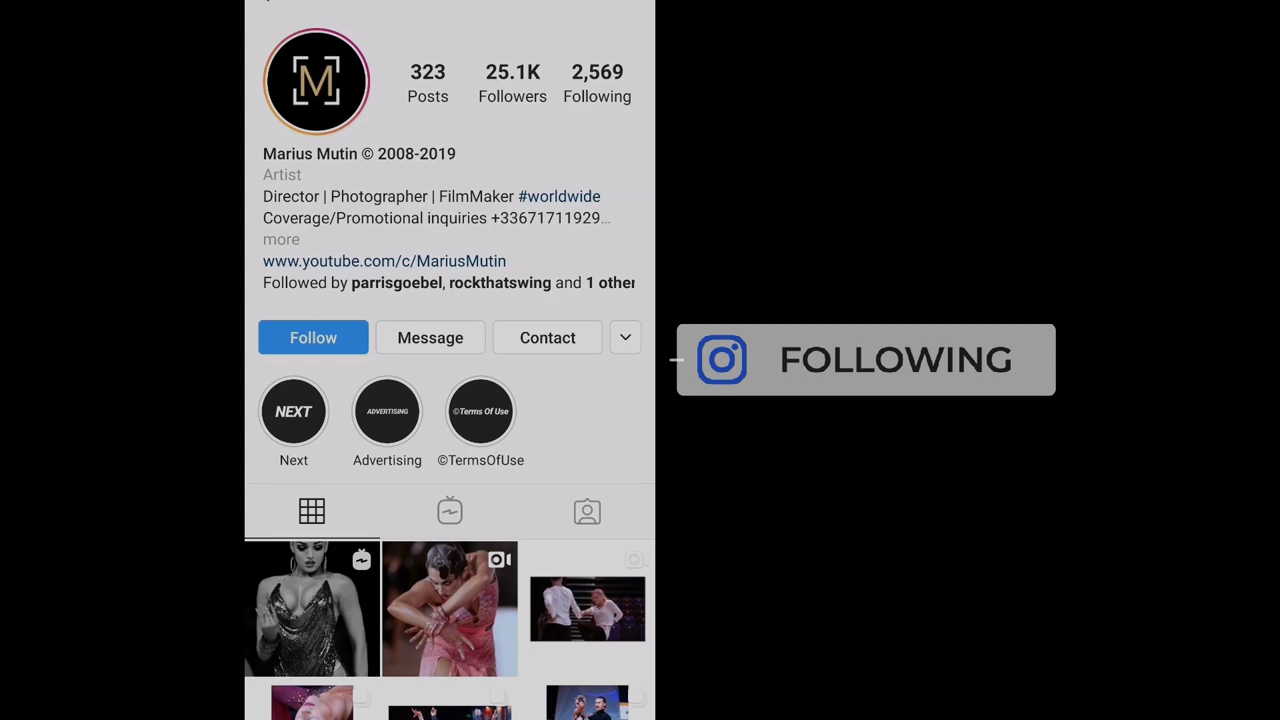 M
323 25.1K 2,569
Posts Followers Following
Marius Mutin © 2008-2019
Artist
Director | Photographer | FilmMaker #worldwide
Coverage/Promotional inquiries +33671711929…
more
www.youtube.com/c/MariusMutin
Followed by parrisgoebel, rockthatswing and 1 other
Follow Message Contact
FOLLOWING
NEXT ADVERTISING ©Terms Of Use
Next Advertising ©TermsOfUse